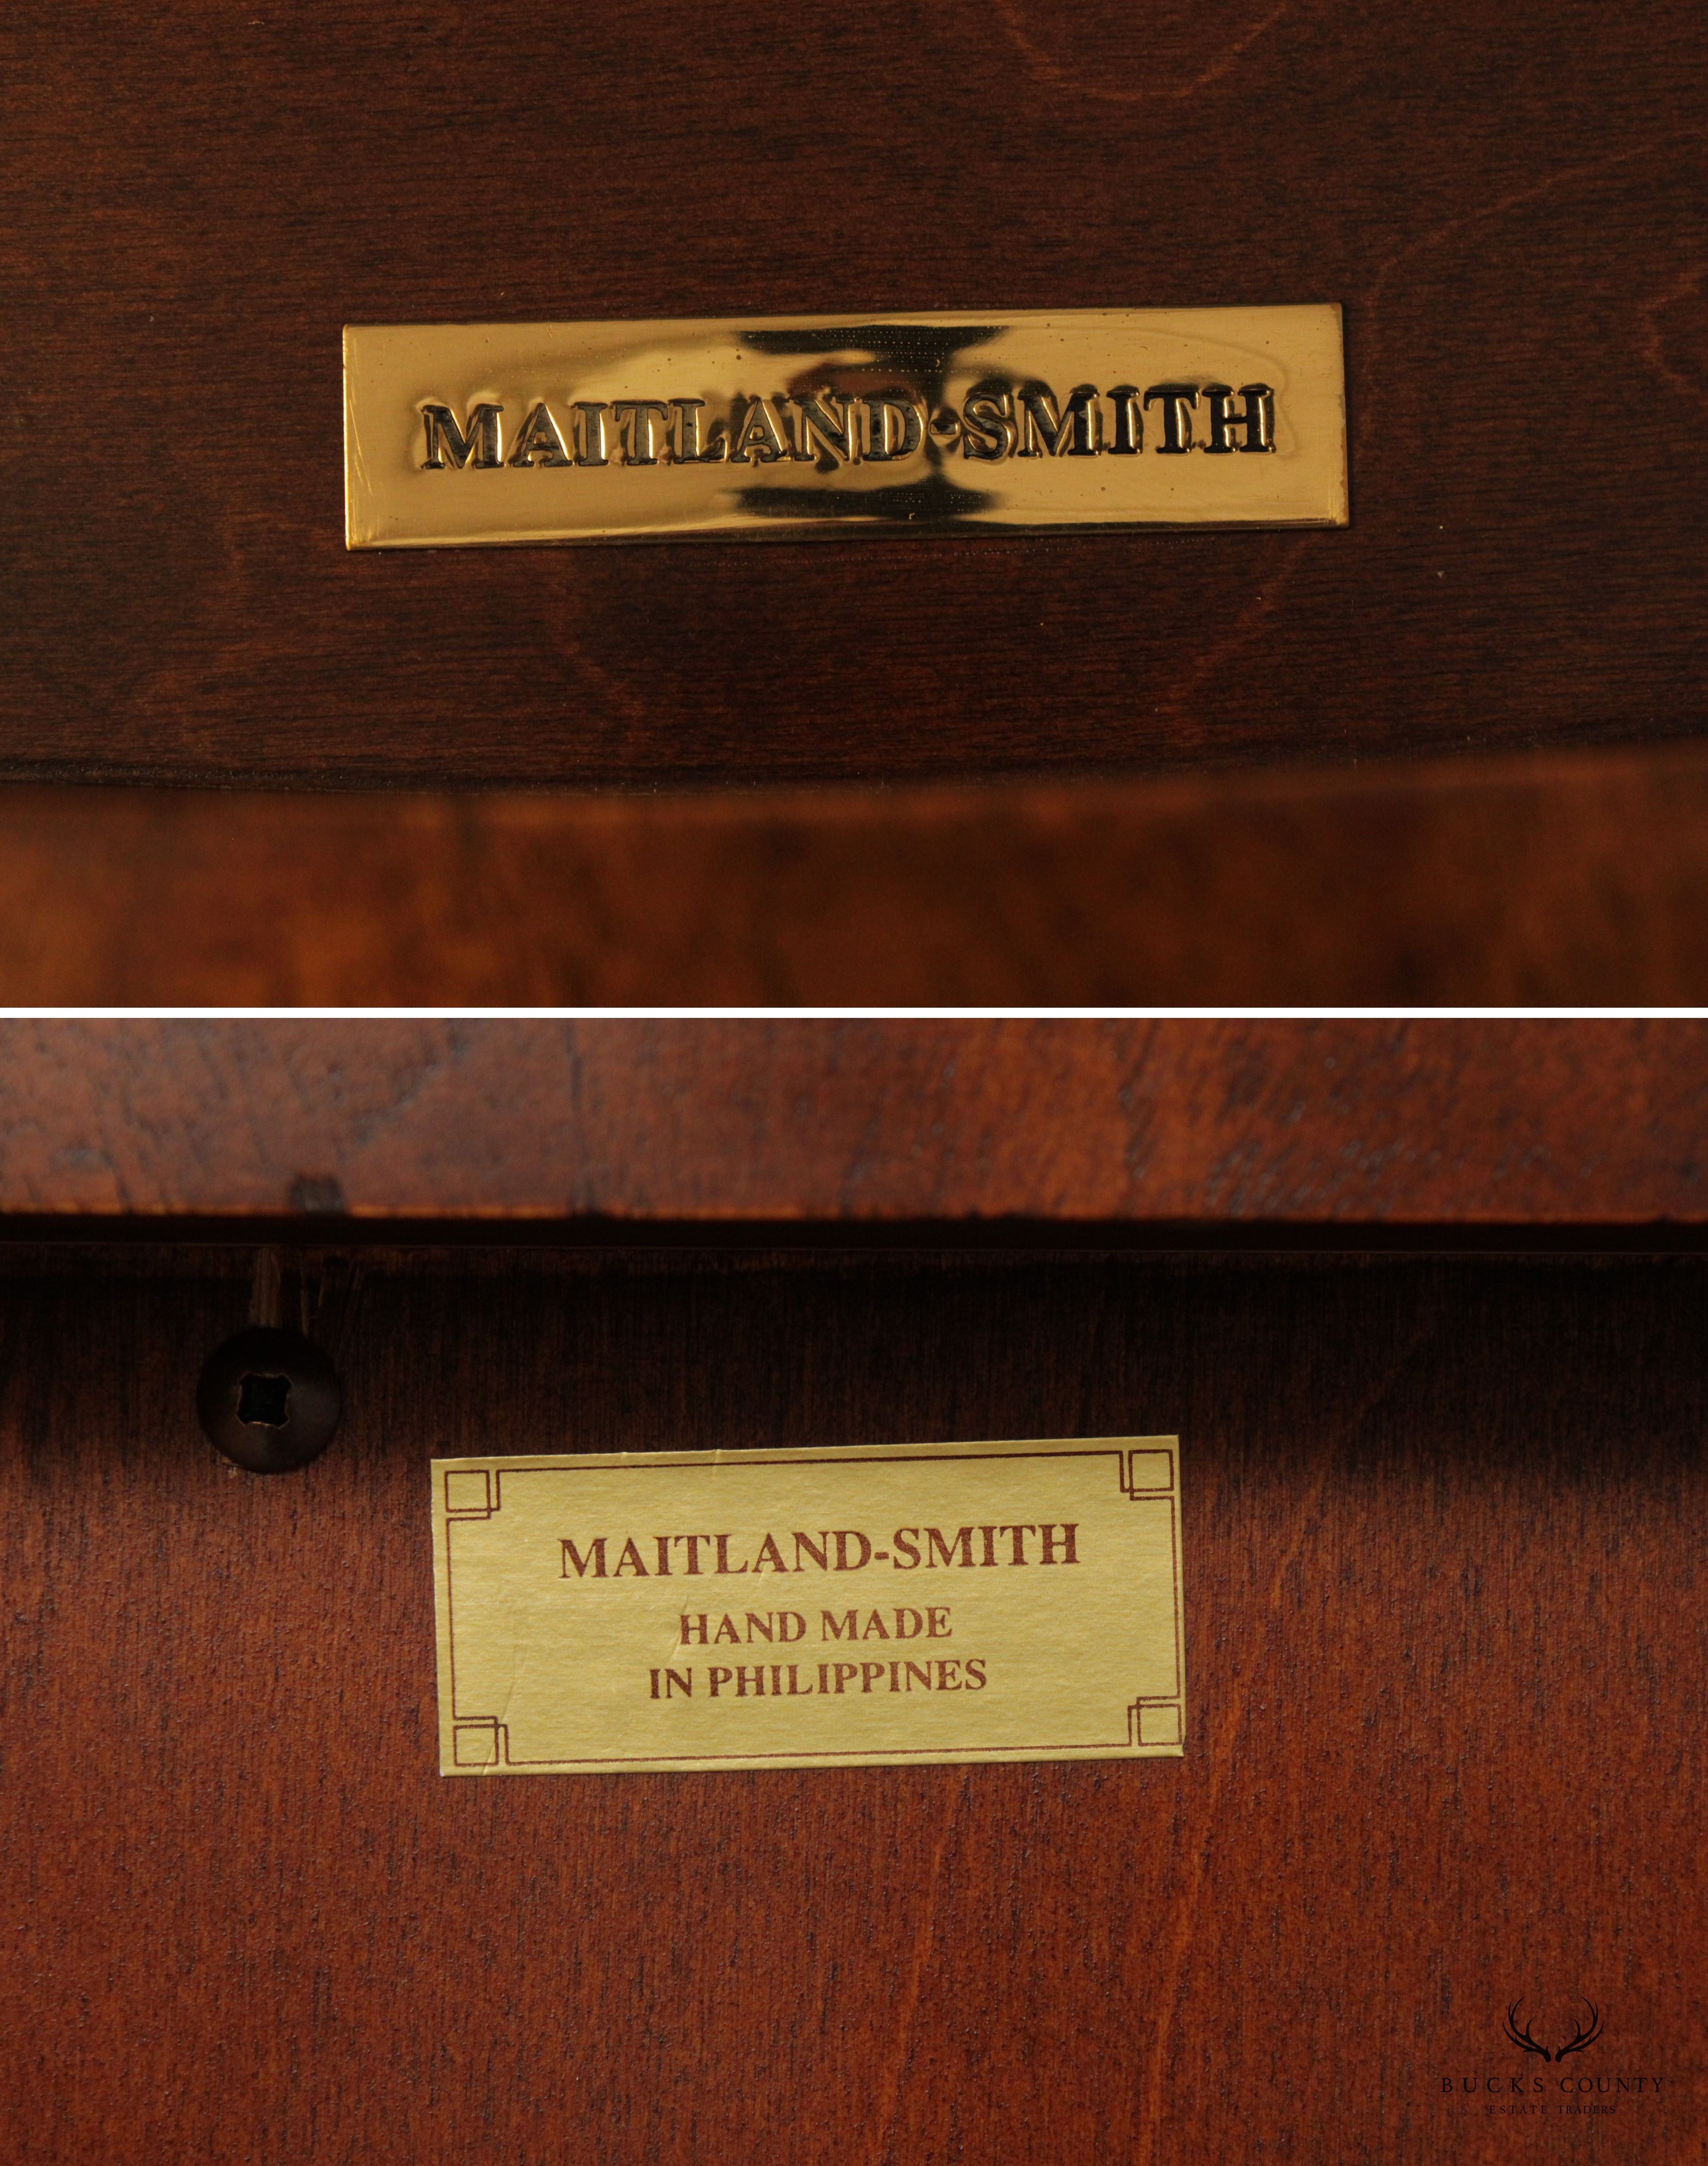 MAITLAND-SMITH
MAITLAND-SMITH
HAND MADE
IN PHILIPPINES
BUCKS COUNTY
ESTATE TRADERS